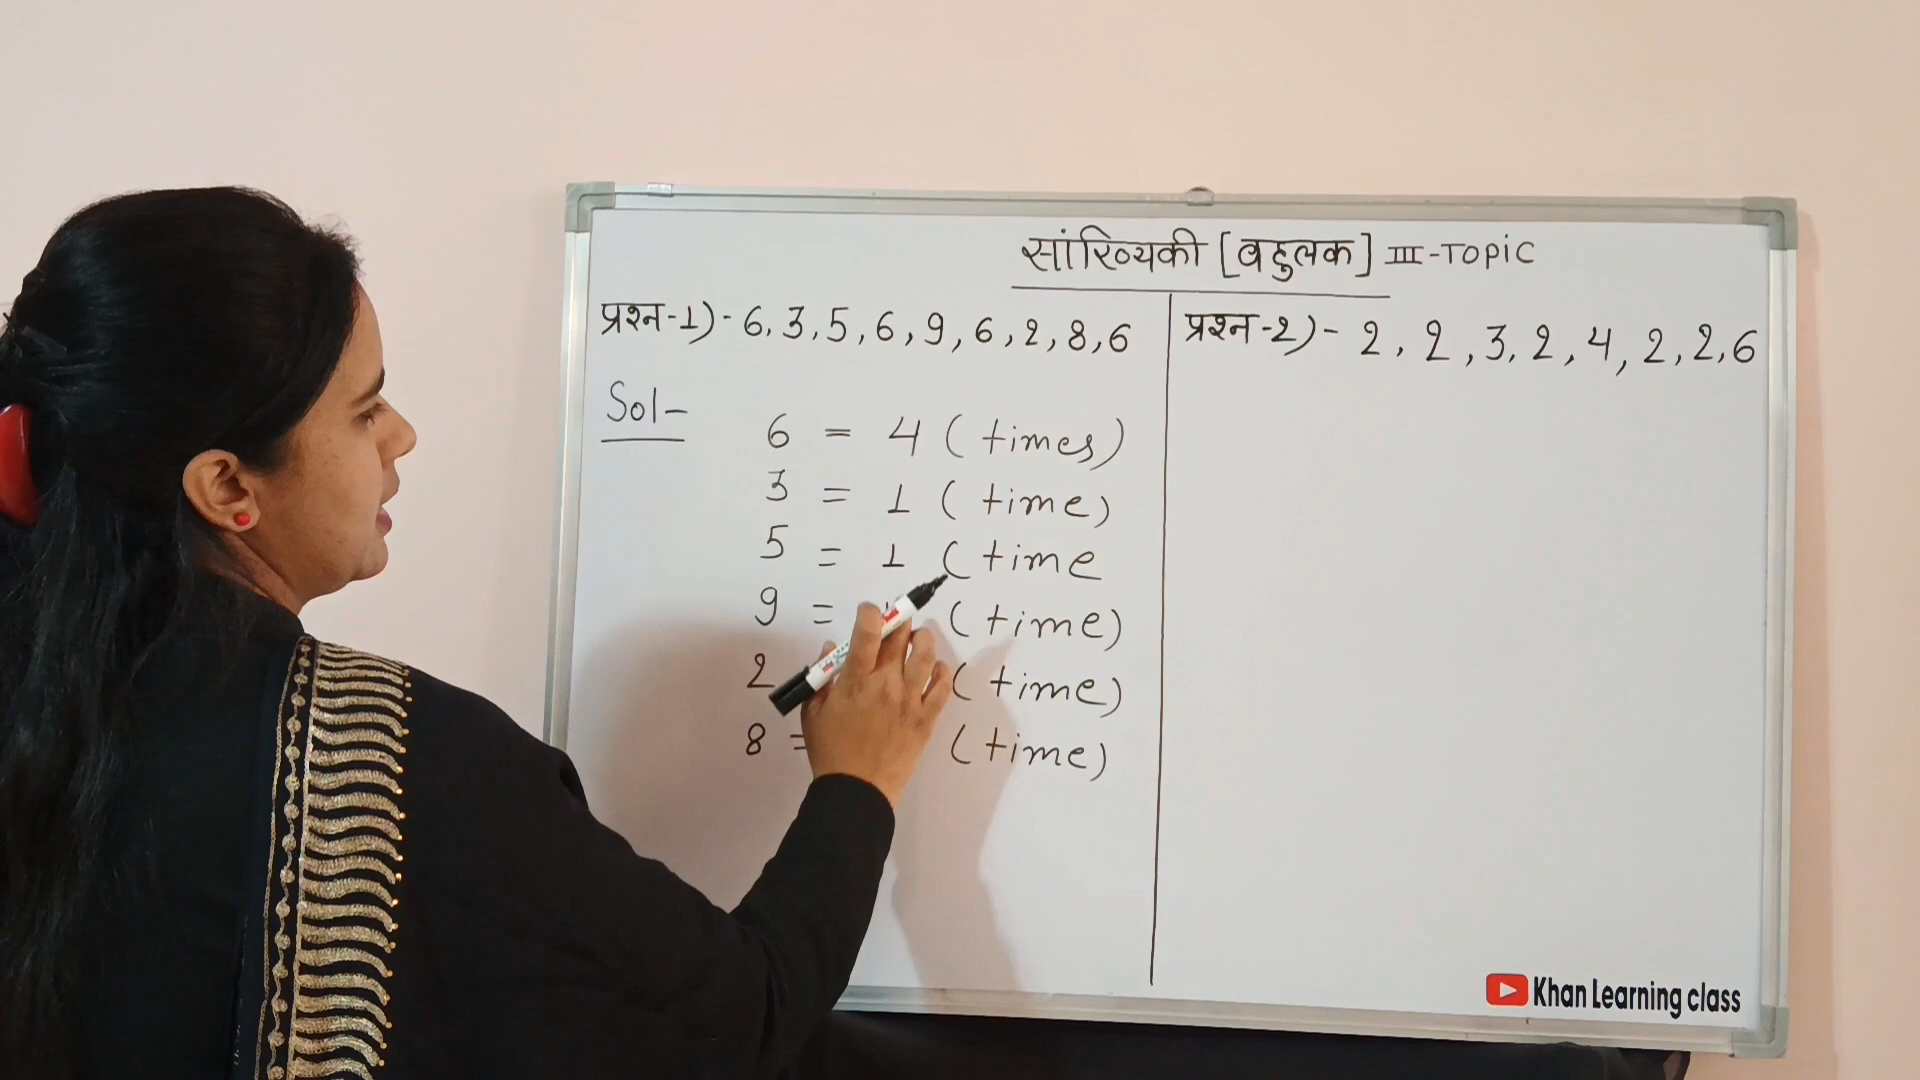 सांख्यिकी [बहुलक] III-TOPIC
प्रश्न-1)- 6, 3, 5, 6, 9, 6, 2, 8, 6
Sol-
6 = 4 (times)
3 = 1 (time)
5 = 1 (time
9 = (time)
2 (time)
8 = (time)
प्रश्न-2)- 2, 2, 3, 2, 4, 2, 2, 6
Khan Learning class